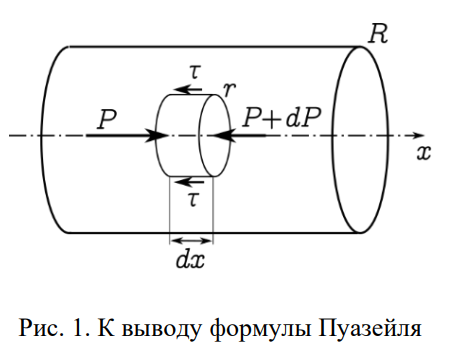 R
τ
r
P
P+dP
x
τ
dx
Рис. 1. К выводу формулы Пуазейля